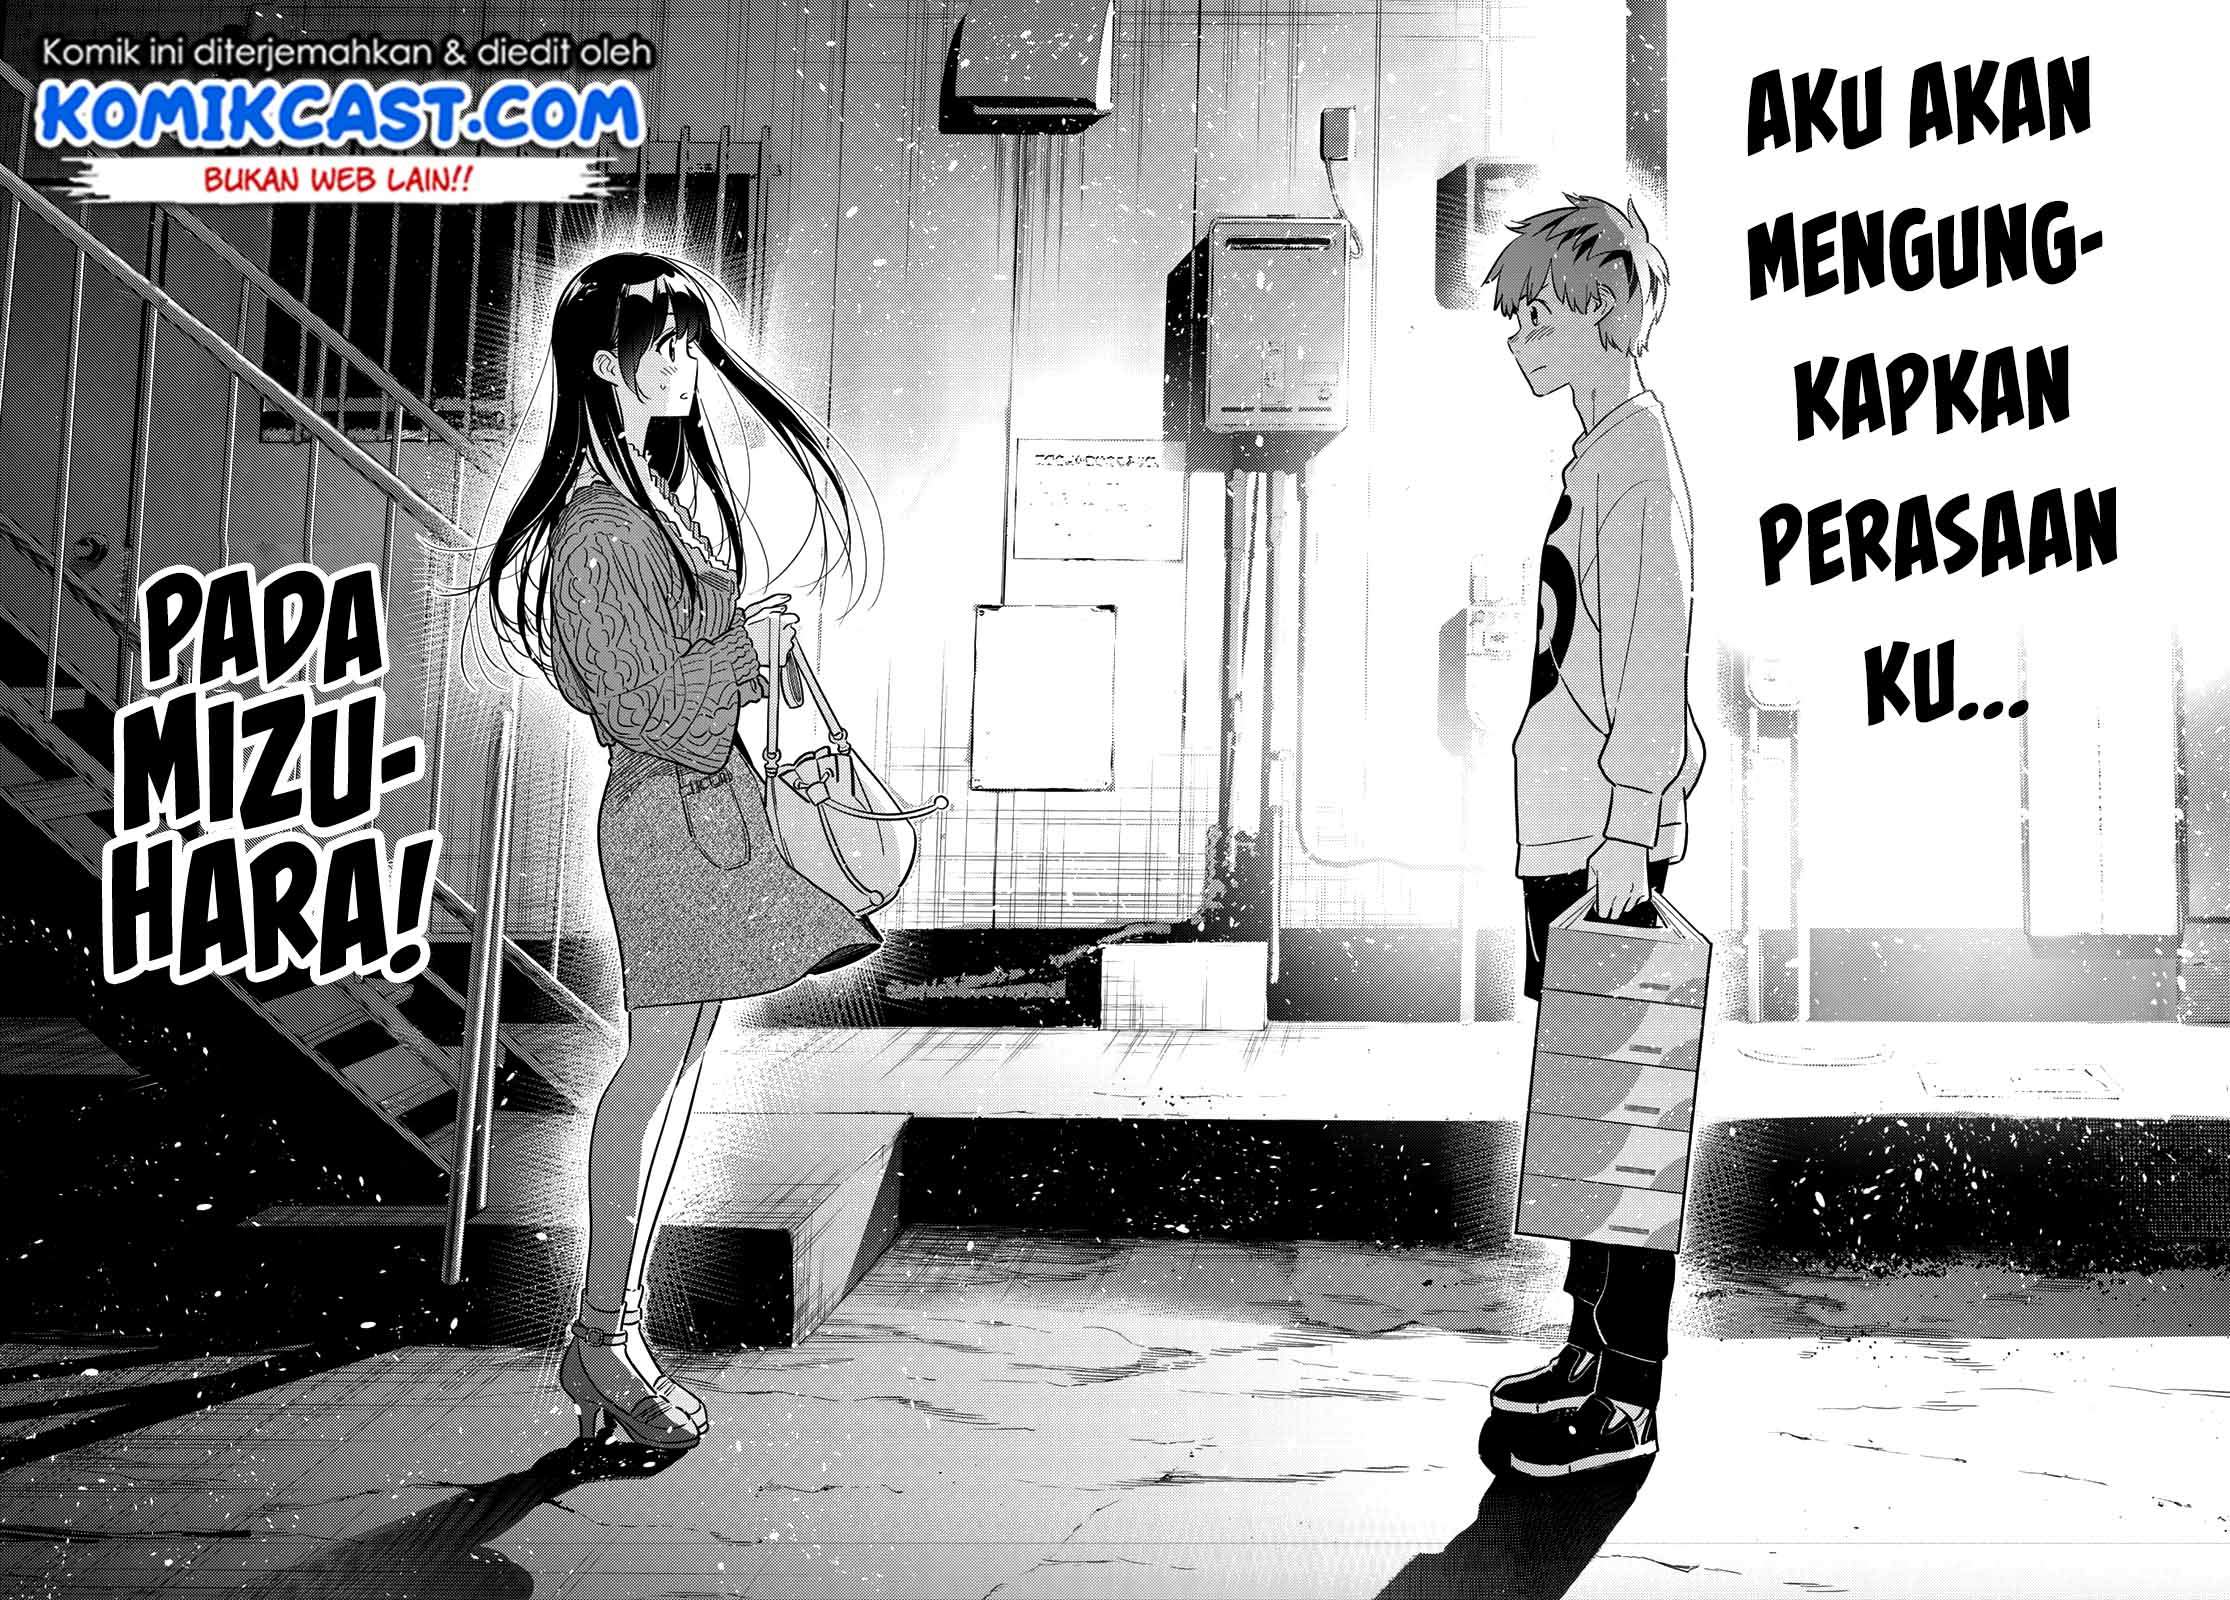 Komik ini diterjemahkan & diedit oleh
KOMIKCAST.COM
BUKAN WEB LAIN!!
AKU AKAN
MENGUNG-
KAPKAN
PERASAAN
KU...
PADA
MIZU-
HARA!